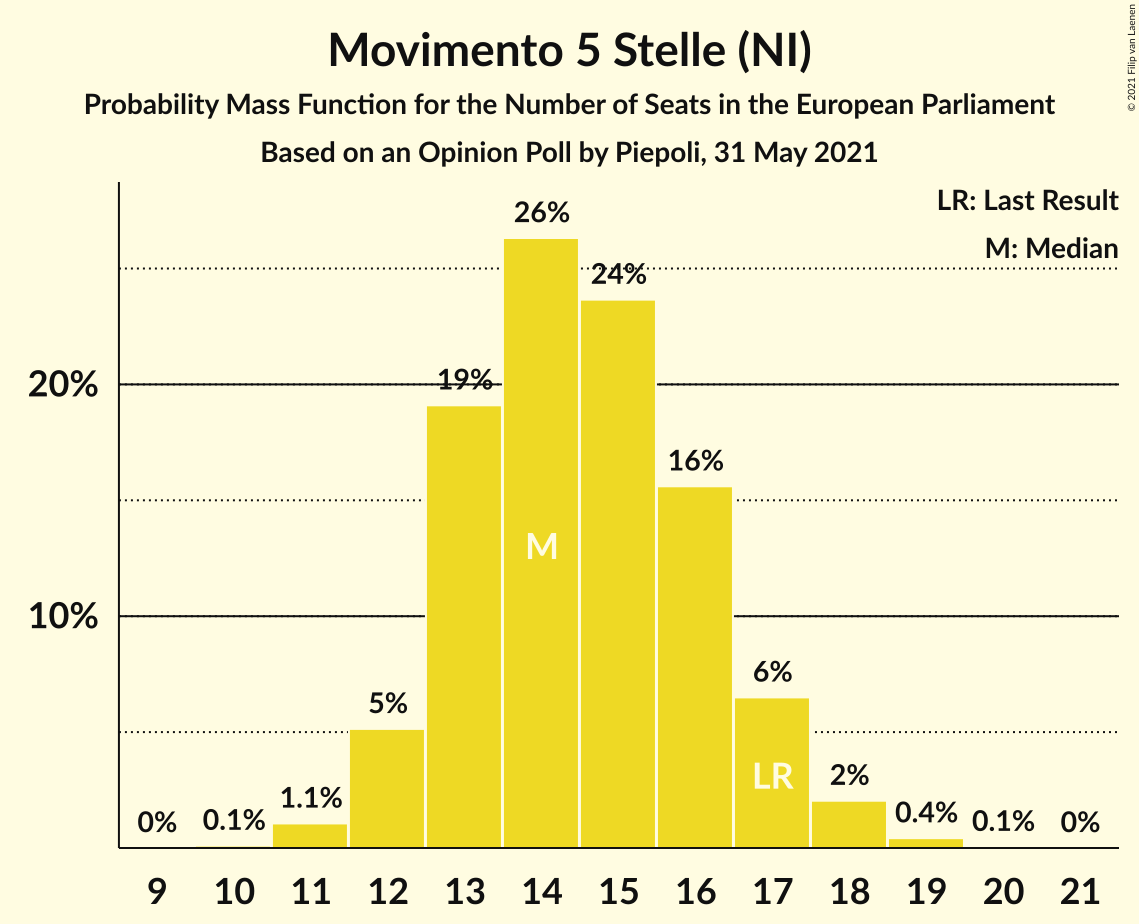 Movimento 5 Stelle (NI)
Probability Mass Function for the Number of Seats in the European Parliament
Based on an Opinion Poll by Piepoli, 31 May 2021
© 2021 Filip van Laenen
LR: Last Result
M: Median
26%
24%
20%
19%
16%
M
10%
6%
5%
LR
2%
1.1%
0.4%
0% 0.1% 0.1% 0%
9 10 11 12 13 14 15 16 17 18 19 20 21